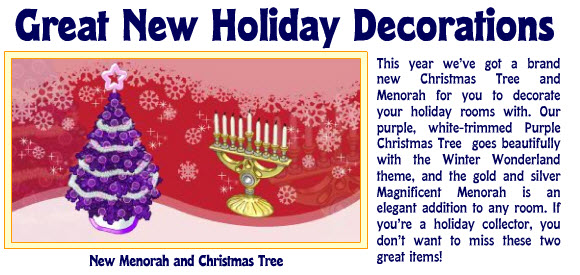 Great New Holiday Decorations
This year we've got a brand
new Christmas Tree and
Menorah for you to decorate
your holiday rooms with. Our
purple, white-trimmed Purple
Christmas Tree goes beautifully
with the Winter Wonderland
theme, and the gold and silver
Magnificent Menorah is an
elegant addition to any room. If
you're a holiday collector, you
don't want to miss these two
great items!
New Menorah and Christmas Tree